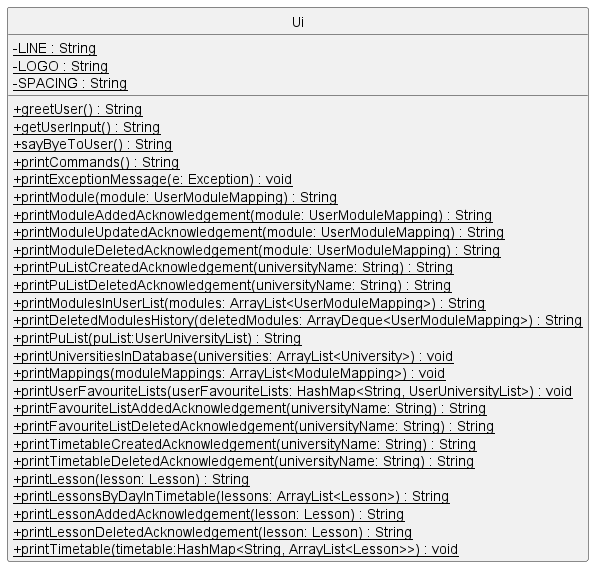 Ui
-LINE : String
-LOGO : String
-SPACING : String
+greetUser() : String
+getUserInput() : String
+sayByeToUser() : String
+printCommands() : String
+printExceptionMessage(e: Exception) : void
+printModule(module: UserModuleMapping) : String
+printModuleAddedAcknowledgement(module: UserModuleMapping) : String
+printModuleUpdatedAcknowledgement(module: UserModuleMapping) : String
+printModuleDeletedAcknowledgement(module: UserModuleMapping) : String
+printPuListCreatedAcknowledgement(universityName: String) : String
+printPuListDeletedAcknowledgement(universityName: String) : String
+printModulesInUserList(modules: ArrayList<UserModuleMapping>) : String
+printDeletedModulesHistory(deletedModules: ArrayDeque<UserModuleMapping>) : String
+printPuList(puList:UserUniversityList) : String
+printUniversitiesInDatabase(universities: ArrayList<University>) : void
+printMappings(moduleMappings: ArrayList<ModuleMapping>) : void
+printUserFavouriteLists(userFavouriteLists: HashMap<String, UserUniversityList>) : void
+printFavouriteListAddedAcknowledgement(universityName: String) : String
+printFavouriteListDeletedAcknowledgement(universityName: String) : String
+printTimetableCreatedAcknowledgement(universityName: String) : String
+printTimetableDeletedAcknowledgement(universityName: String) : String
+printLesson(lesson: Lesson) : String
+printLessonsByDayInTimetable(lessons: ArrayList<Lesson>) : String
+printLessonAddedAcknowledgement(lesson: Lesson) : String
+printLessonDeletedAcknowledgement(lesson: Lesson) : String
+printTimetable(timetable:HashMap<String, ArrayList<Lesson>>) : void